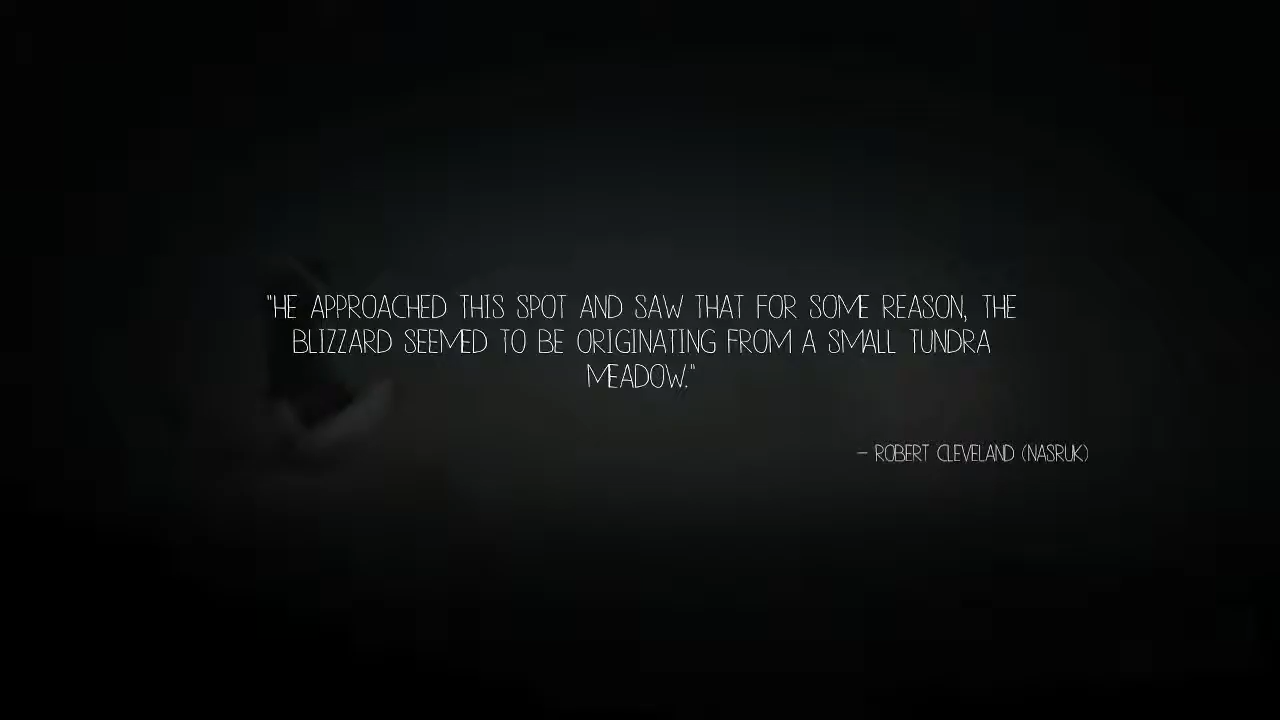 "HE APPROACHED THIS SPOT AND SAW THAT FOR SOME REASON, THE
BLIZZARD SEEMED TO BE ORIGINATING FROM A SMALL TUNDRA
MEADOW."
– ROBERT CLEVELAND (NASRUK)